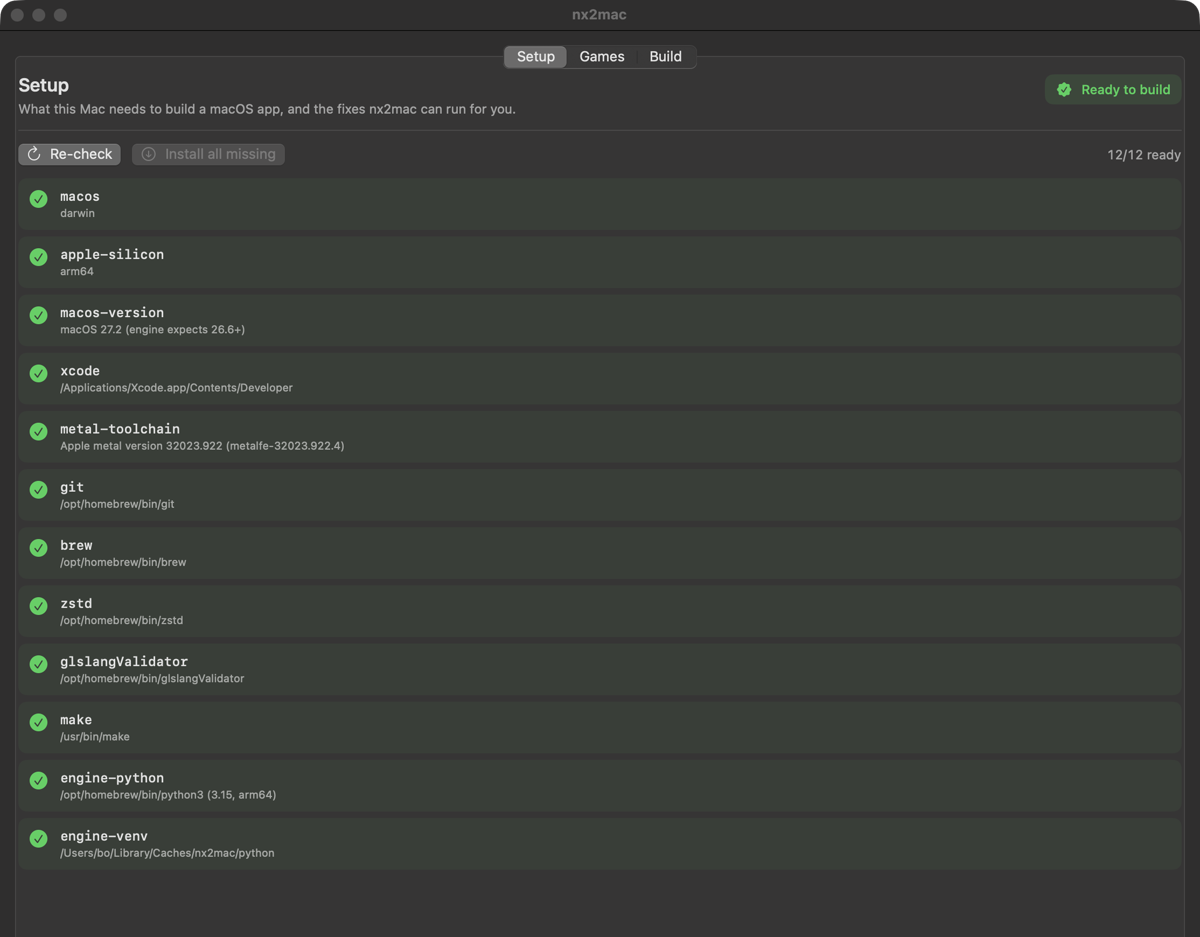 nx2mac
Setup Games Build
Setup
What this Mac needs to build a macOS app, and the fixes nx2mac can run for you.
Ready to build
Re-check
Install all missing
12/12 ready
macos
darwin
apple-silicon
arm64
macos-version
macOS 27.2 (engine expects 26.6+)
xcode
/Applications/Xcode.app/Contents/Developer
metal-toolchain
Apple metal version 32023.922 (metalfe-32023.922.4)
git
/opt/homebrew/bin/git
brew
/opt/homebrew/bin/brew
zstd
/opt/homebrew/bin/zstd
glslangValidator
/opt/homebrew/bin/glslangValidator
make
/usr/bin/make
engine-python
/opt/homebrew/bin/python3 (3.15, arm64)
engine-venv
/Users/bo/Library/Caches/nx2mac/python